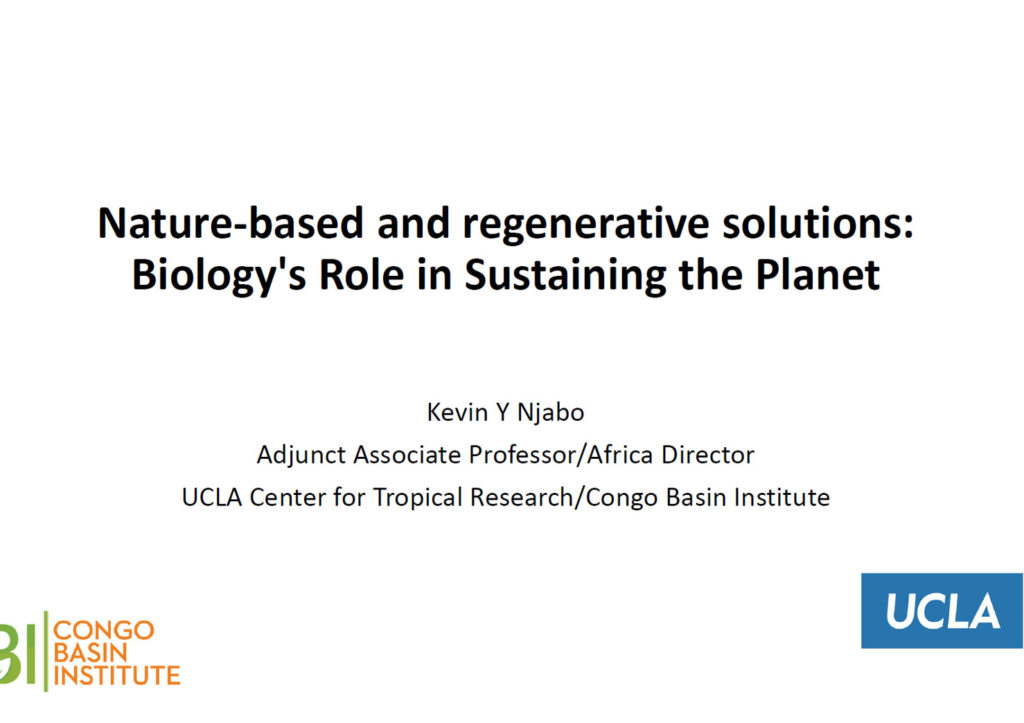 Nature-based and regenerative solutions:
Biology's Role in Sustaining the Planet
Kevin Y Njabo
Adjunct Associate Professor/Africa Director
UCLA Center for Tropical Research/Congo Basin Institute
UCLA
BI
CONGO
BASIN
INSTITUTE